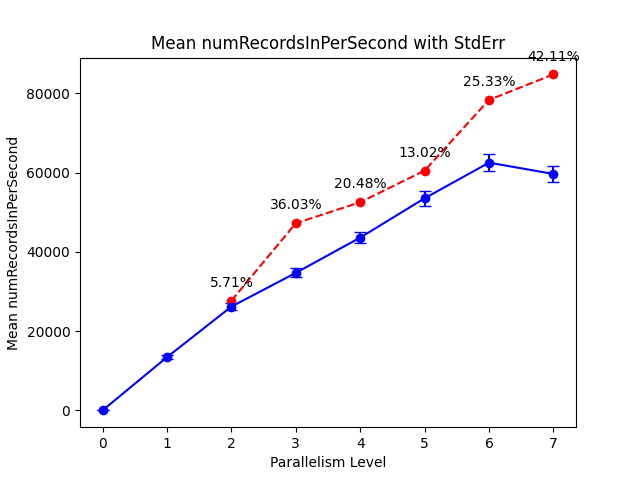 Mean numRecordsInPerSecond with StdErr
42.11%
25.33%
13.02%
20.48%
36.03%
5.71%
80000
60000
40000
20000
0
Mean numRecordsInPerSecond
0 1 2 3 4 5 6 7
Parallelism Level